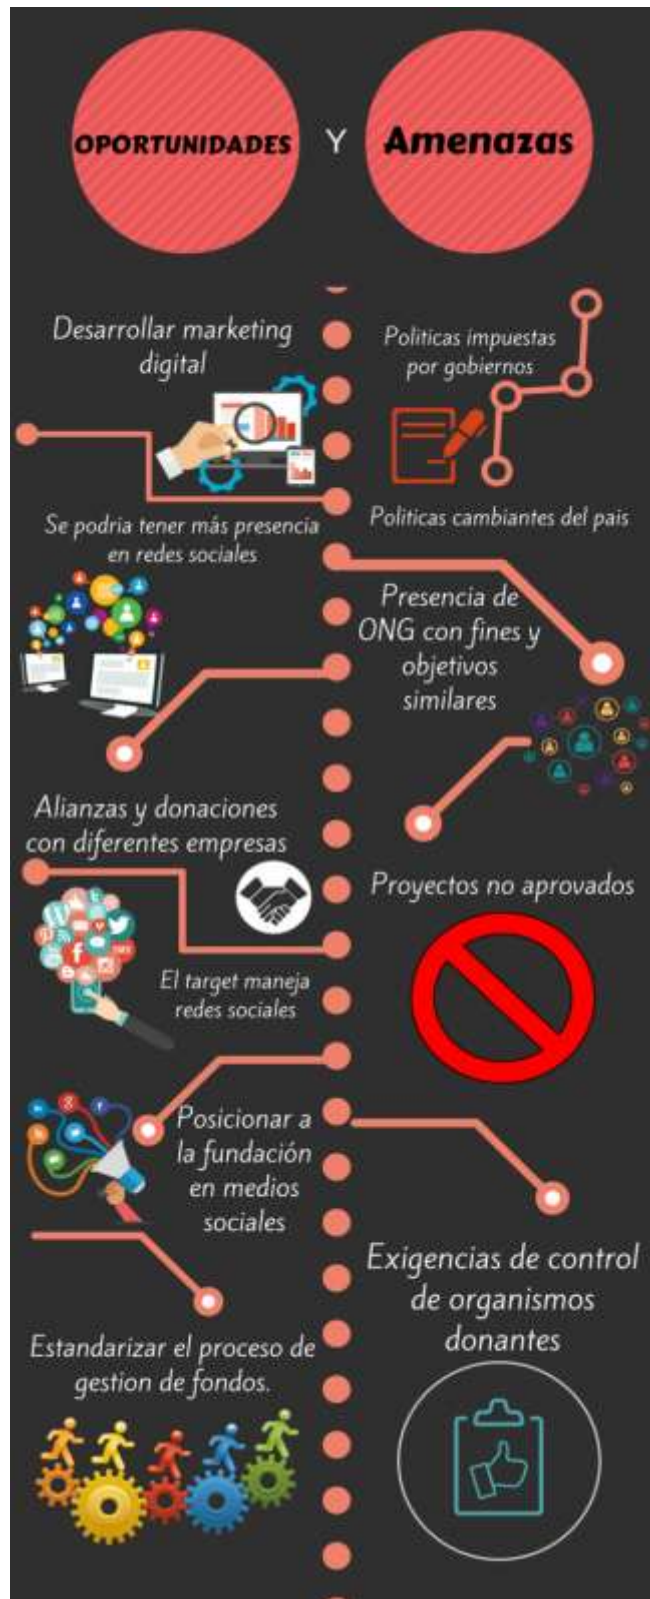 OPORTUNIDADES
Y
Amenazas
Desarrollar marketing
digital
Se podria tener más presencia
en redes sociales
Alianzas y donaciones
con diferentes empresas
El target maneja
redes sociales
Posicionar a
la fundación
en medios
sociales
Estandarizar el proceso de
gestion de fondos.
Politicas impuestas
por gobiernos
Politicas cambiantes del pais
Presencia de
ONG con fines y
objetivos
similares
Proyectos no aprovados
Exigencias de control
de organismos
donantes